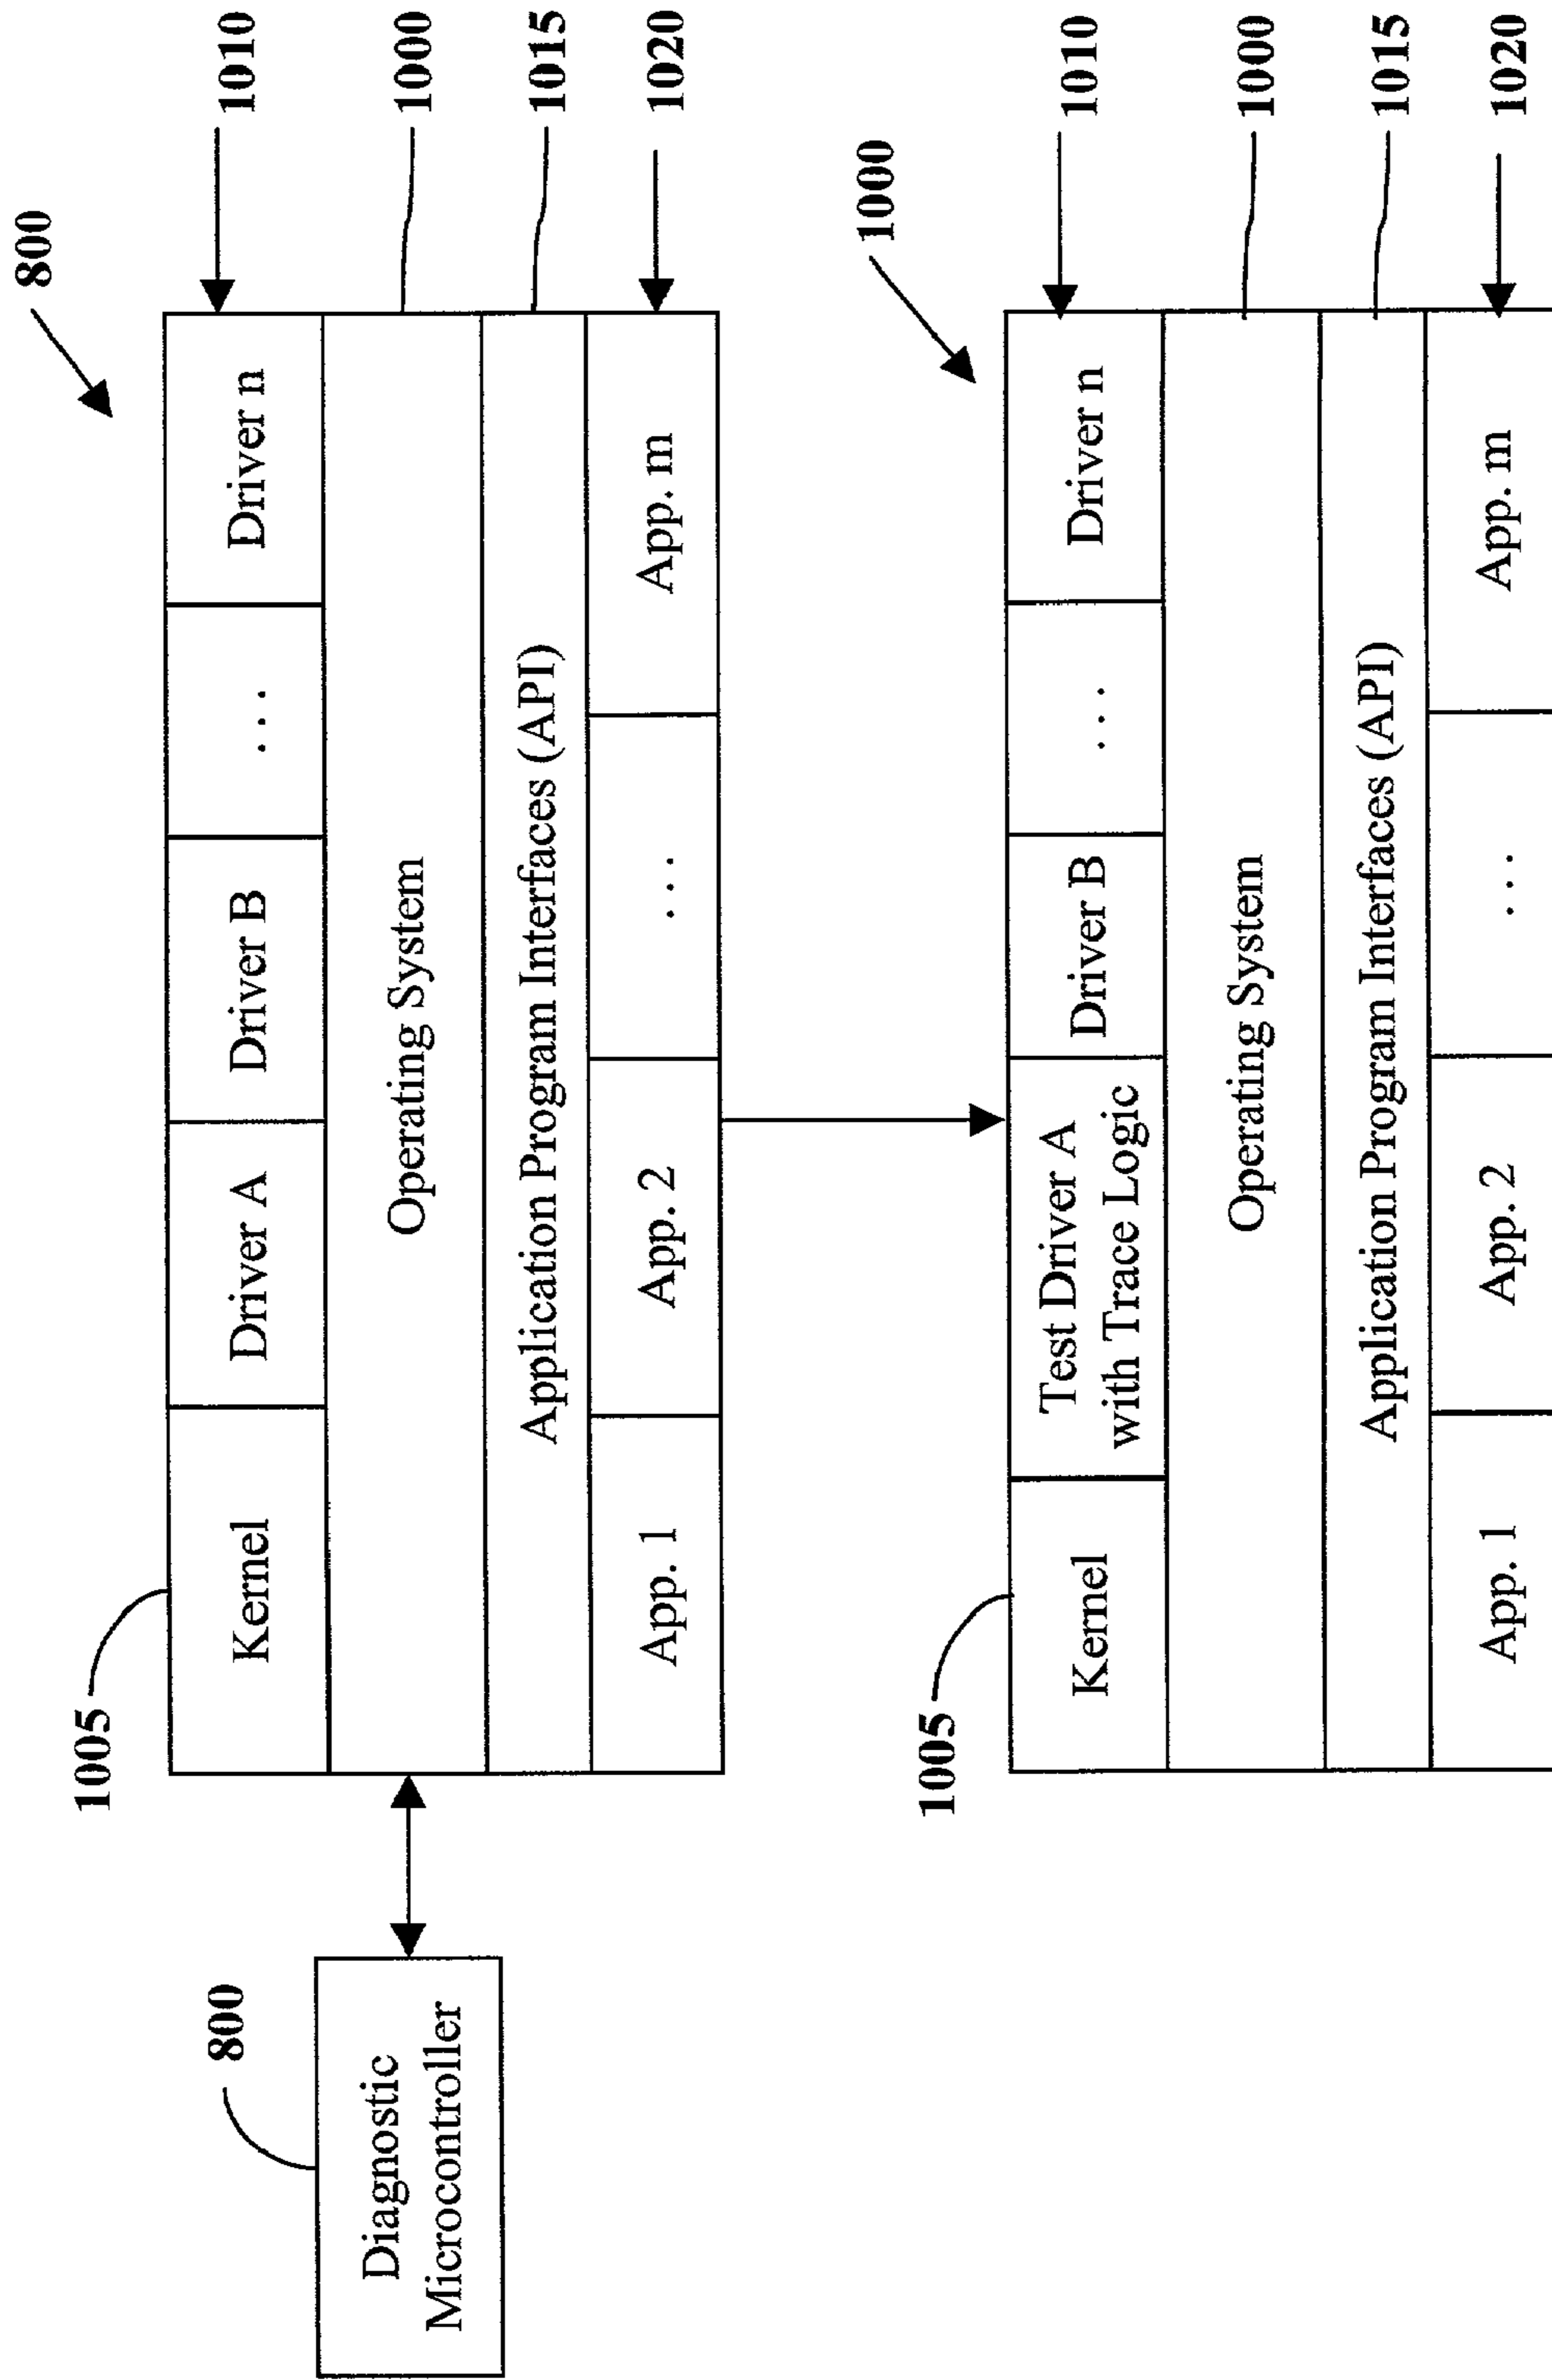 800
1010
1000
1015
1020
1005
Kernel
Driver A
Driver B
. . .
Driver n
Operating System
Application Program Interfaces (API)
App. 1
App. 2
. . .
App. m
800
Diagnostic
Microcontroller
1000
1010
1000
1015
1020
1005
Kernel
Test Driver A
with Trace Logic
Driver B
. . .
Driver n
Operating System
Application Program Interfaces (API)
App. 1
App. 2
. . .
App. m